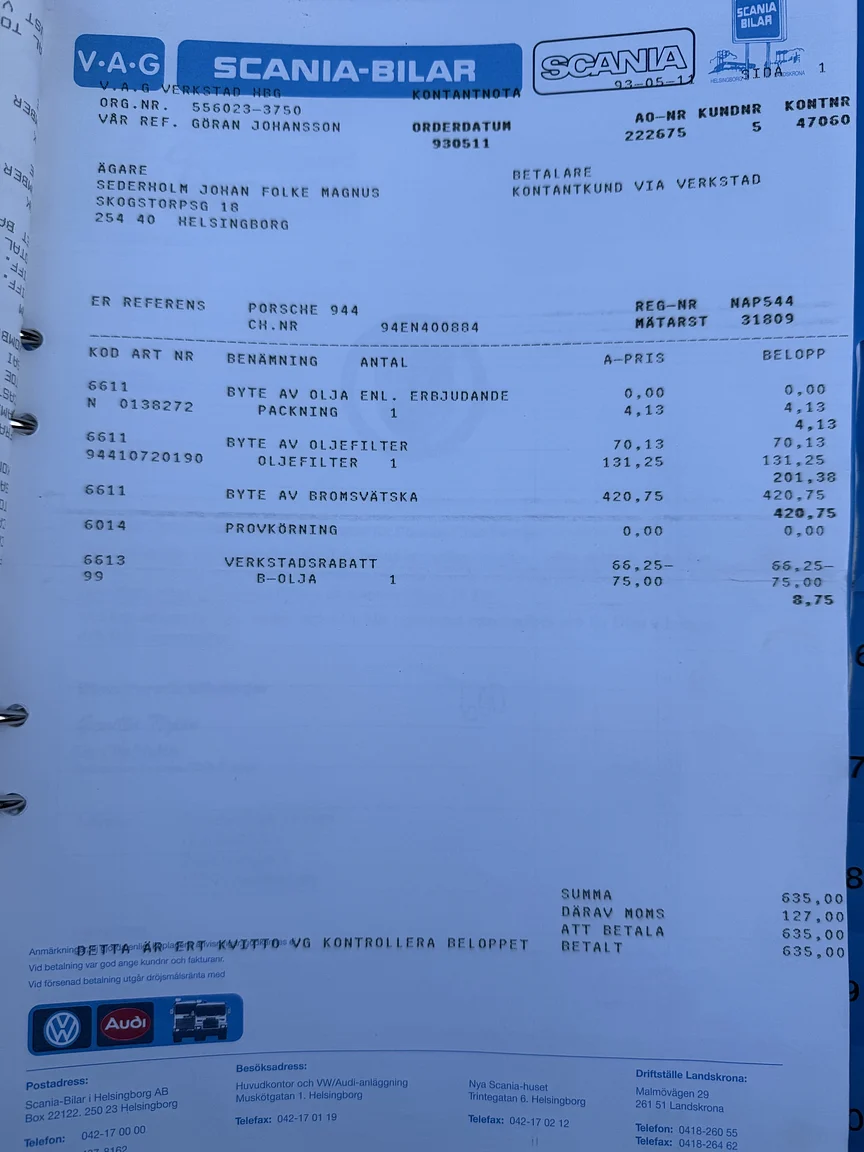 V·A·G SCANIA-BILAR SCANIA SCANIA BILAR
HELSINGBORG LANDSKRONA
V.A.G VERKSTAD HBG KONTANTNOTA 93-05-11 SIDA 1
ORG.NR. 556023-3750
VÅR REF. GÖRAN JOHANSSON
ORDERDATUM AO-NR KUNDNR KONTNR
930511 222675 5 47060
ÄGARE BETALARE
SEDERHOLM JOHAN FOLKE MAGNUS KONTANTKUND VIA VERKSTAD
SKOGSTORPSG 18
254 40 HELSINGBORG
ER REFERENS PORSCHE 944 REG-NR NAP544
CH.NR 94EN400884 MÄTARST 31809
KOD ART NR BENÄMNING ANTAL A-PRIS BELOPP
6611 BYTE AV OLJA ENL. ERBJUDANDE 0,00 0,00
N 0138272 PACKNING 1 4,13 4,13
4,13
6611 BYTE AV OLJEFILTER 70,13 70,13
94410720190 OLJEFILTER 1 131,25 131,25
201,38
6611 BYTE AV BROMSVÄTSKA 420,75 420,75
420,75
6014 PROVKÖRNING 0,00 0,00
6613 VERKSTADSRABATT 66,25- 66,25-
99 B-OLJA 1 75,00 75,00
8,75
SUMMA 635,00
DÄRAV MOMS 127,00
ATT BETALA 635,00
DETTA ÄR ERT KVITTO VG KONTROLLERA BELOPPET BETALT 635,00
Vid betalning var god ange kundnr och fakturanr.
Vid försenad betalning utgår dröjsmålsränta med
Audi
Postadress:
Scania-Bilar i Helsingborg AB
Box 22122. 250 23 Helsingborg
Telefon: 042-17 00 00
Besöksadress:
Huvudkontor och VW/Audi-anläggning
Muskötgatan 1. Helsingborg
Telefax: 042-17 01 19
Nya Scania-huset
Trintegatan 6. Helsingborg
Telefax: 042-17 02 12
Driftställe Landskrona:
Malmövägen 29
261 51 Landskrona
Telefon: 0418-260 55
Telefax: 0418-264 62